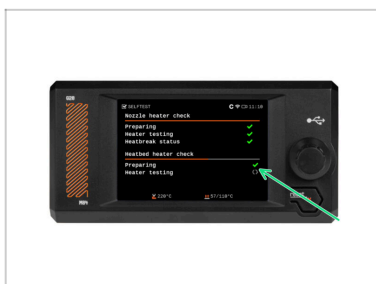 SELFTEST
11:10
Nozzle heater check
Preparing
Heater testing
Heatbreak status
Heatbed heater check
Preparing
Heater testing
220°C
57/110°C